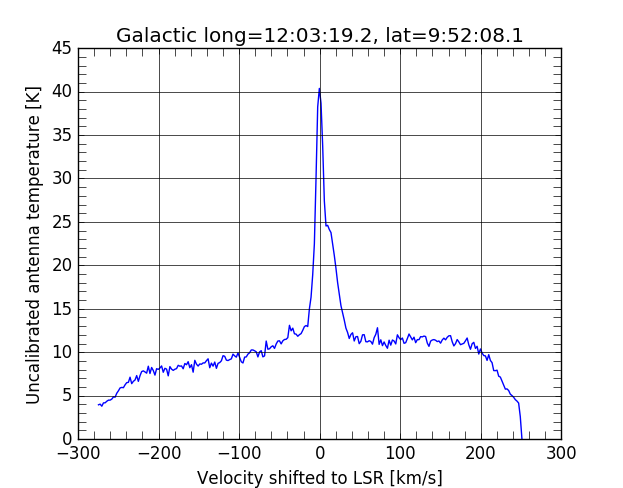 Galactic long=12:03:19.2, lat=9:52:08.1
Uncalibrated antenna temperature [K]
45
40
35
30
25
20
15
10
5
0
−300 −200 −100 0 100 200 300
Velocity shifted to LSR [km/s]